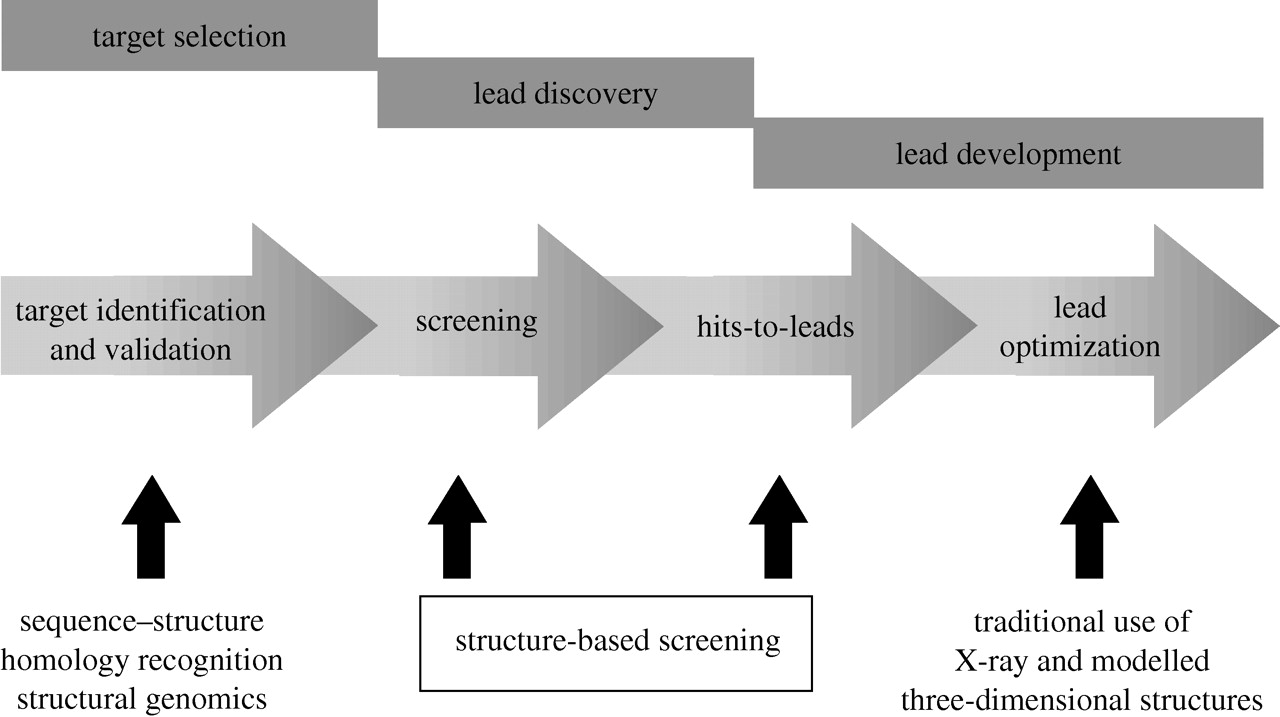 target selection
lead discovery
lead development
target identification
and validation
screening
hits-to-leads
lead
optimization
sequence–structure
homology recognition
structural genomics
structure-based screening
traditional use of
X-ray and modelled
three-dimensional structures